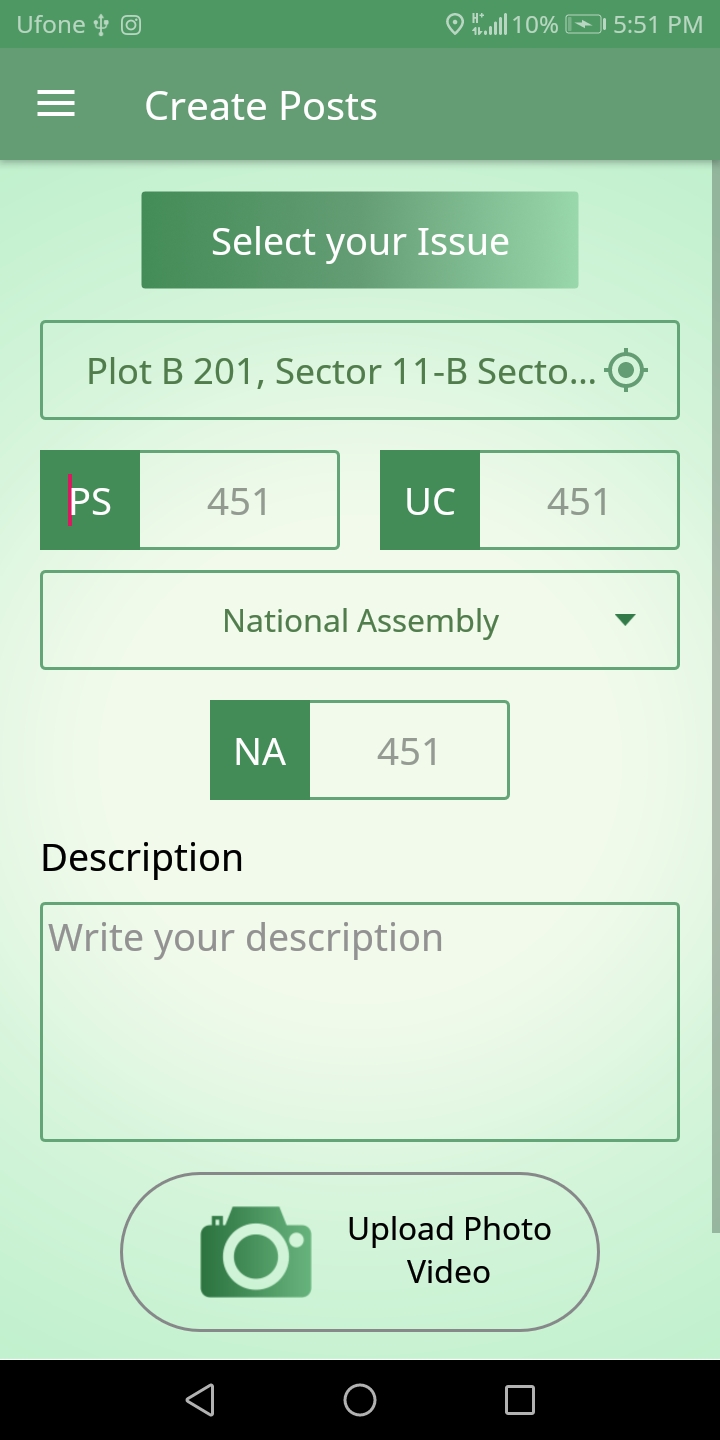 Ufone 10% 5:51 PM
Create Posts
Select your Issue
Plot B 201, Sector 11-B Secto...
PS 451 UC 451
National Assembly
NA 451
Description
Write your description
Upload Photo
Video